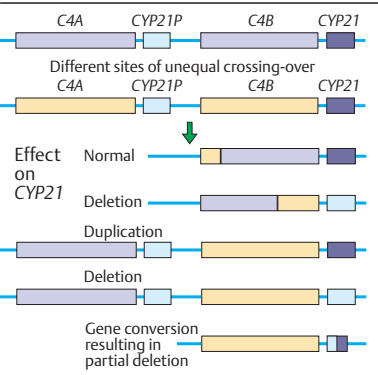 C4A CYP21P C4B CYP21
Different sites of unequal crossing-over
C4A CYP21P C4B CYP21
Effect
on
CYP21
Normal
Deletion
Duplication
Deletion
Gene conversion
resulting in
partial deletion